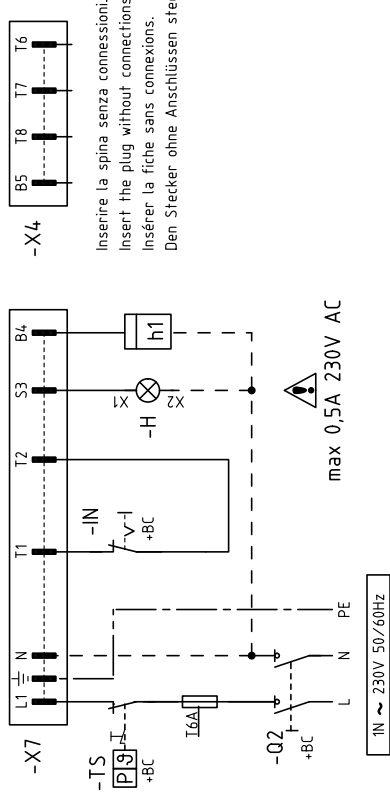 -X4
B5 T8 T7 T6
Inserire la spina senza connessioni.
Insert the plug without connections
Insérer la fiche sans connexions.
Den Stecker ohne Anschlüssen stec
-X7
L1 N T1 T2 S3 B4
-TS
P ϑ
+BC
T6A
-Q2
+BC
-IN
+BC
X1
-H
X2
h1
max 0,5A 230V AC
L N PE
1N ~ 230V 50/60Hz